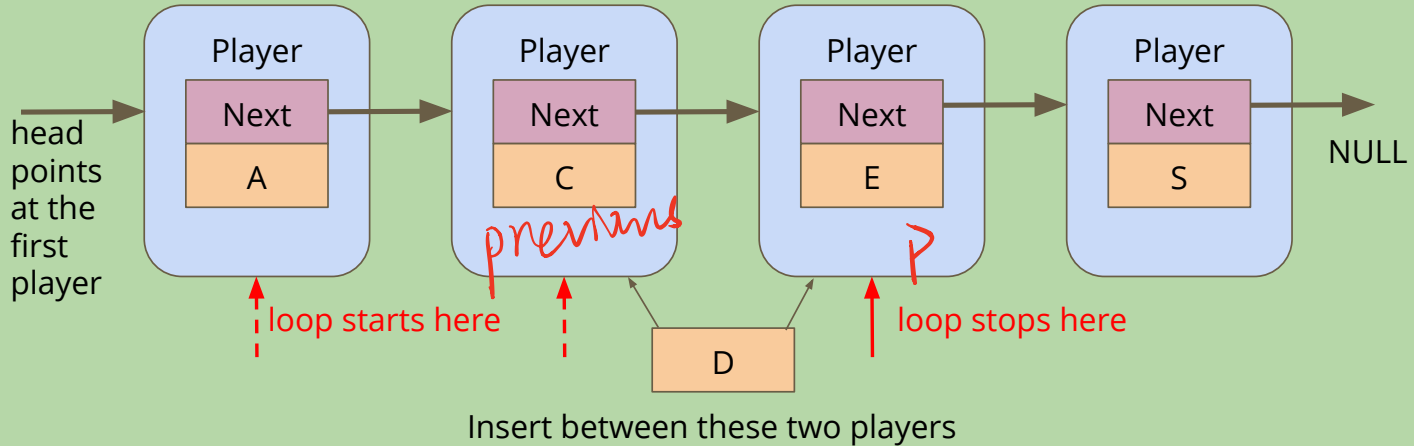 Player
Player
Player
Player
Next
Next
Next
Next
head
points
at the
first
player
NULL
A
C
E
S
previous
P
loop starts here
loop stops here
D
Insert between these two players